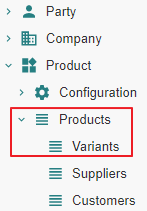 Party
Company
Product
Configuration
Products
Variants
Suppliers
Customers